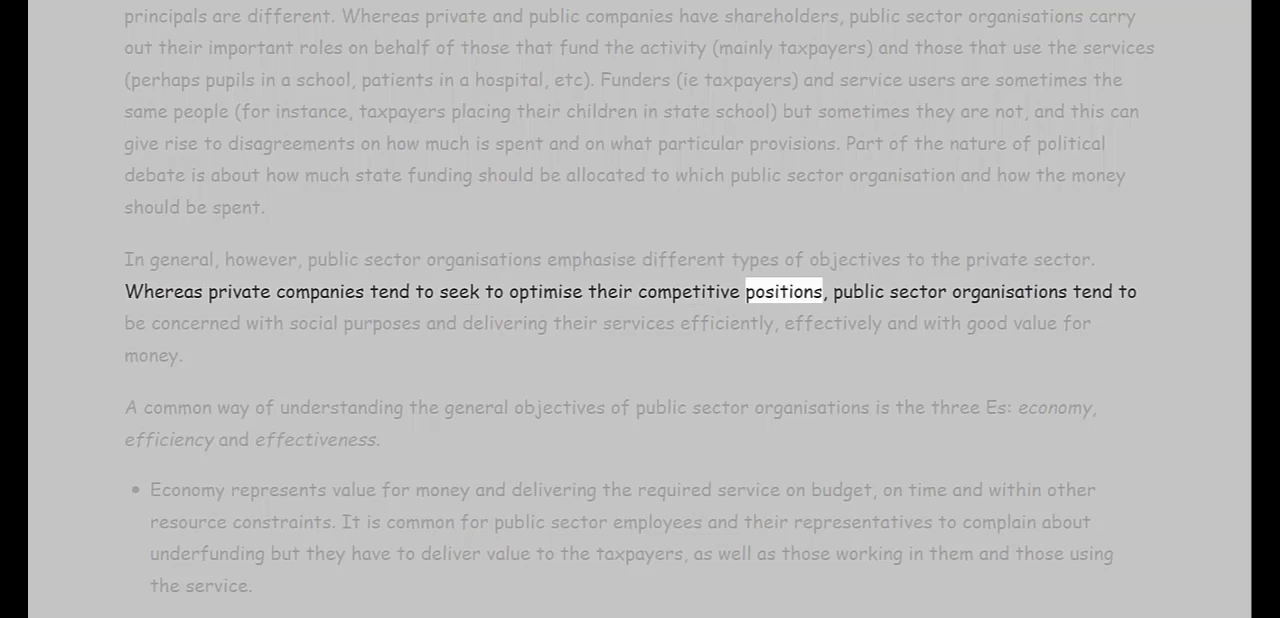 principals are different. Whereas private and public companies have shareholders, public sector organisations carry
out their important roles on behalf of those that fund the activity (mainly taxpayers) and those that use the services
(perhaps pupils in a school, patients in a hospital, etc). Funders (ie taxpayers) and service users are sometimes the
same people (for instance, taxpayers placing their children in state school) but sometimes they are not, and this can
give rise to disagreements on how much is spent and on what particular provisions. Part of the nature of political
debate is about how much state funding should be allocated to which public sector organisation and how the money
should be spent.
In general, however, public sector organisations emphasise different types of objectives to the private sector.
Whereas private companies tend to seek to optimise their competitive positions, public sector organisations tend to
be concerned with social purposes and delivering their services efficiently, effectively and with good value for
money.
A common way of understanding the general objectives of public sector organisations is the three Es: economy,
efficiency and effectiveness.
• Economy represents value for money and delivering the required service on budget, on time and within other
resource constraints. It is common for public sector employees and their representatives to complain about
underfunding but they have to deliver value to the taxpayers, as well as those working in them and those using
the service.